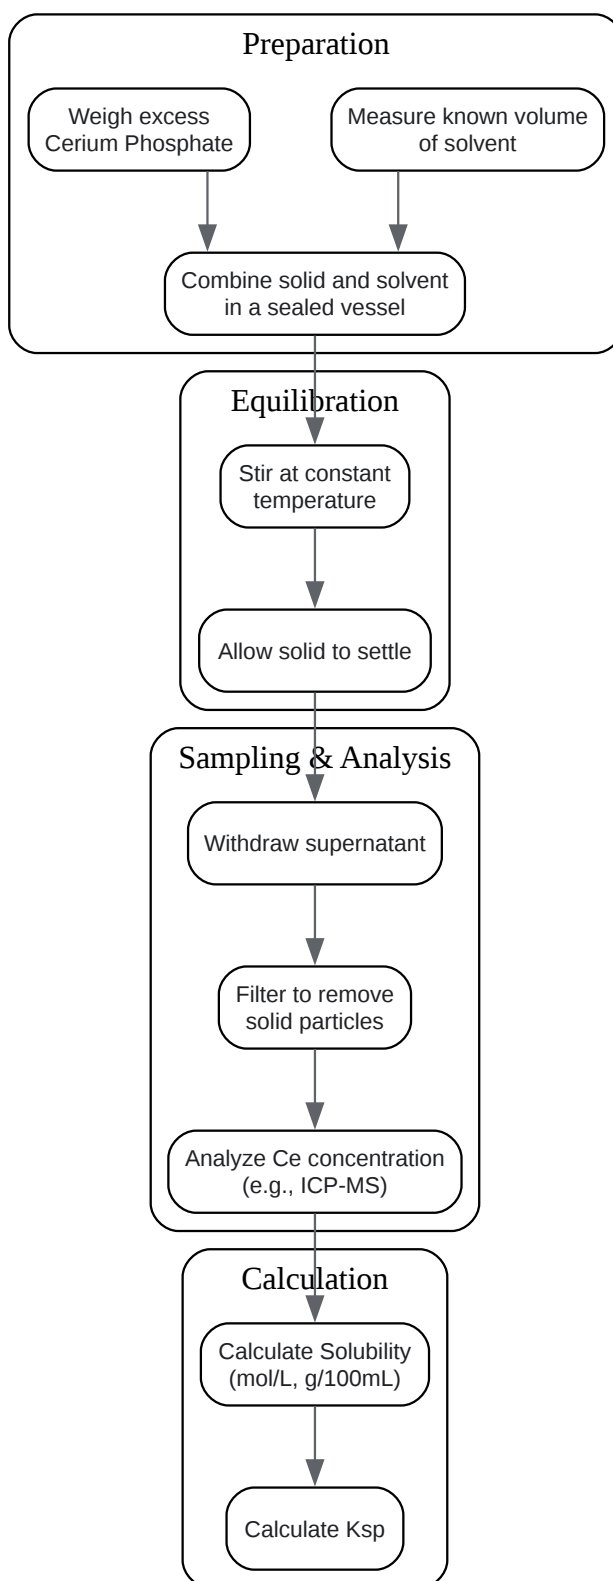 Preparation
Weigh excess
Cerium Phosphate
Measure known volume
of solvent
Combine solid and solvent
in a sealed vessel
Equilibration
Stir at constant
temperature
Allow solid to settle
Sampling & Analysis
Withdraw supernatant
Filter to remove
solid particles
Analyze Ce concentration
(e.g., ICP-MS)
Calculation
Calculate Solubility
(mol/L, g/100mL)
Calculate Ksp